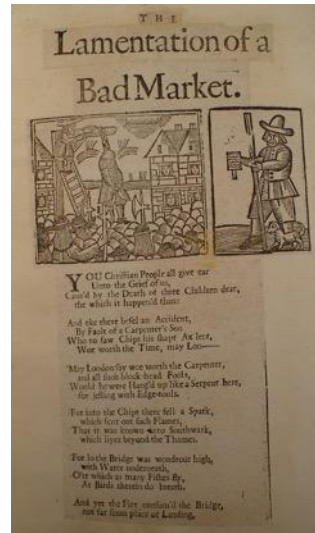 THE
Lamentation of a
Bad Market.
YOU Christian People all give ear
Unto the Grief of us,
Caus'd by the Death of three Children dear,
the which it happen'd thus:
And eke there befel an Accident,
By Fault of a Carpenter's Son
Who to saw Chips his sharp Ax lent,
Woe worth the Time, may Lon——
May London say woe worth the Carpenter,
and all such block-head Fools,
Would he were Hang'd up like a Serpent here,
for jesting with Edge-tools.
For into the Chips there fell a Spark,
which sent out such Flames,
That it was known into Southwark,
which lives beyond the Thames.
For lo the Bridge was wondrous high,
with Water underneath,
O're which as many Fishes fly,
As Birds therein do breath.
And yet the Fire consum'd the Bridge,
not far from place of Landing,